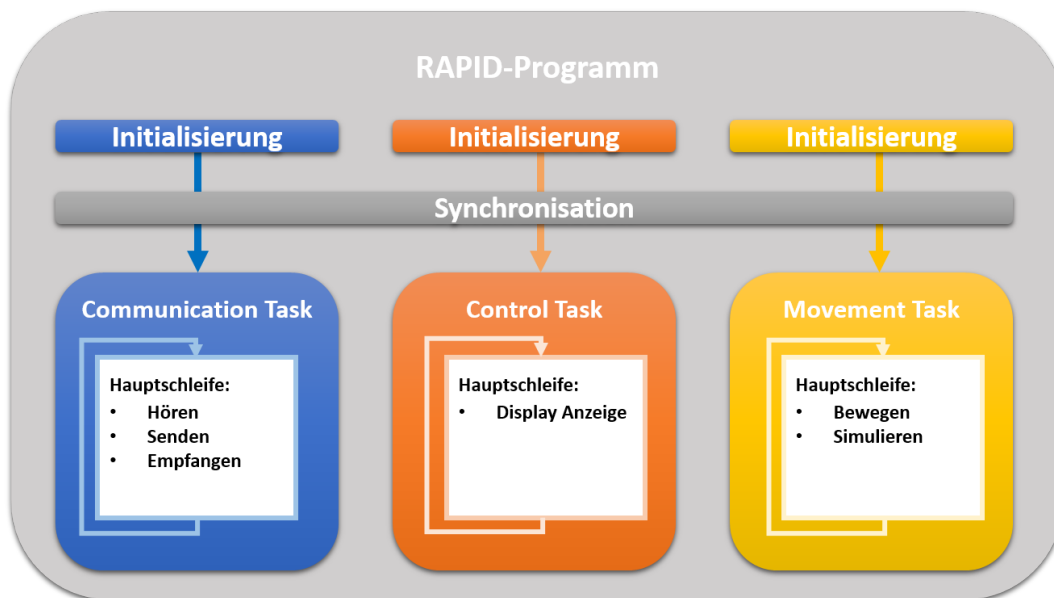 RAPID-Programm
Initialisierung
Initialisierung
Initialisierung
Synchronisation
Communication Task
Hauptschleife:
• Hören
• Senden
• Empfangen
Control Task
Hauptschleife:
• Display Anzeige
Movement Task
Hauptschleife:
• Bewegen
• Simulieren